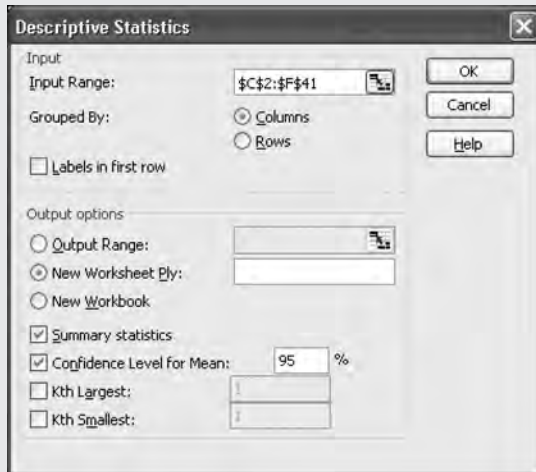 Descriptive Statistics
Input
Input Range:
$C$2:$F$41
OK
Grouped By:
Columns
Cancel
Rows
Help
Labels in first row
Output options
Output Range:
New Worksheet Ply:
New Workbook
Summary statistics
Confidence Level for Mean:
95 %
Kth Largest:
1
Kth Smallest:
1